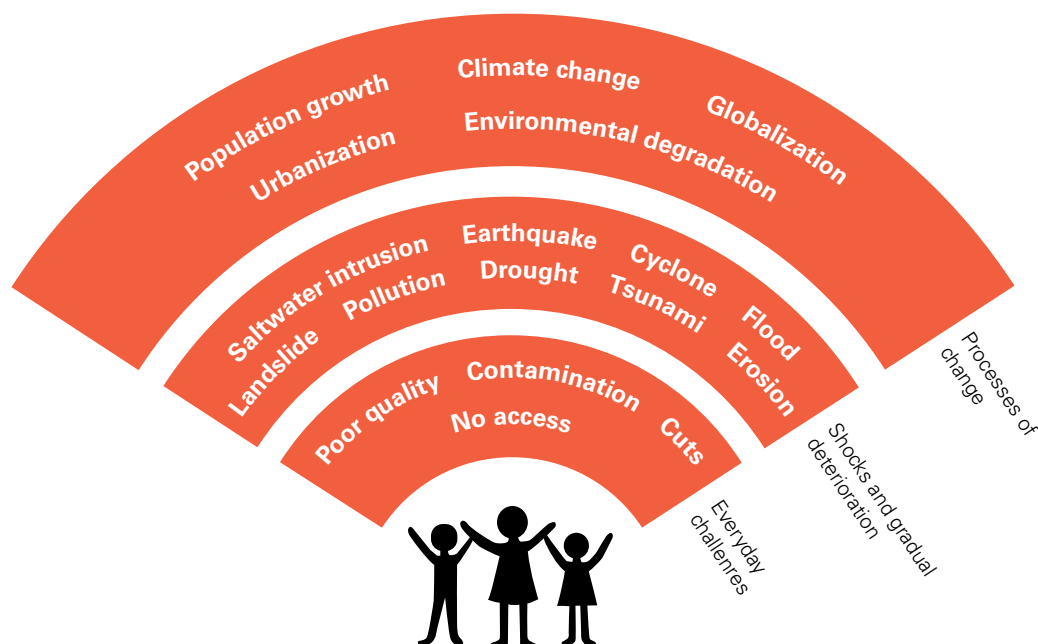 Population growth
Climate change
Globalization
Urbanization
Environmental degradation
Processes of
change
Saltwater intrusion
Earthquake
Cyclone
Flood
Landslide
Pollution
Drought
Tsunami
Erosion
Shocks and gradual
deterioration
Poor quality
Contamination
Cuts
No access
Everyday
challenres